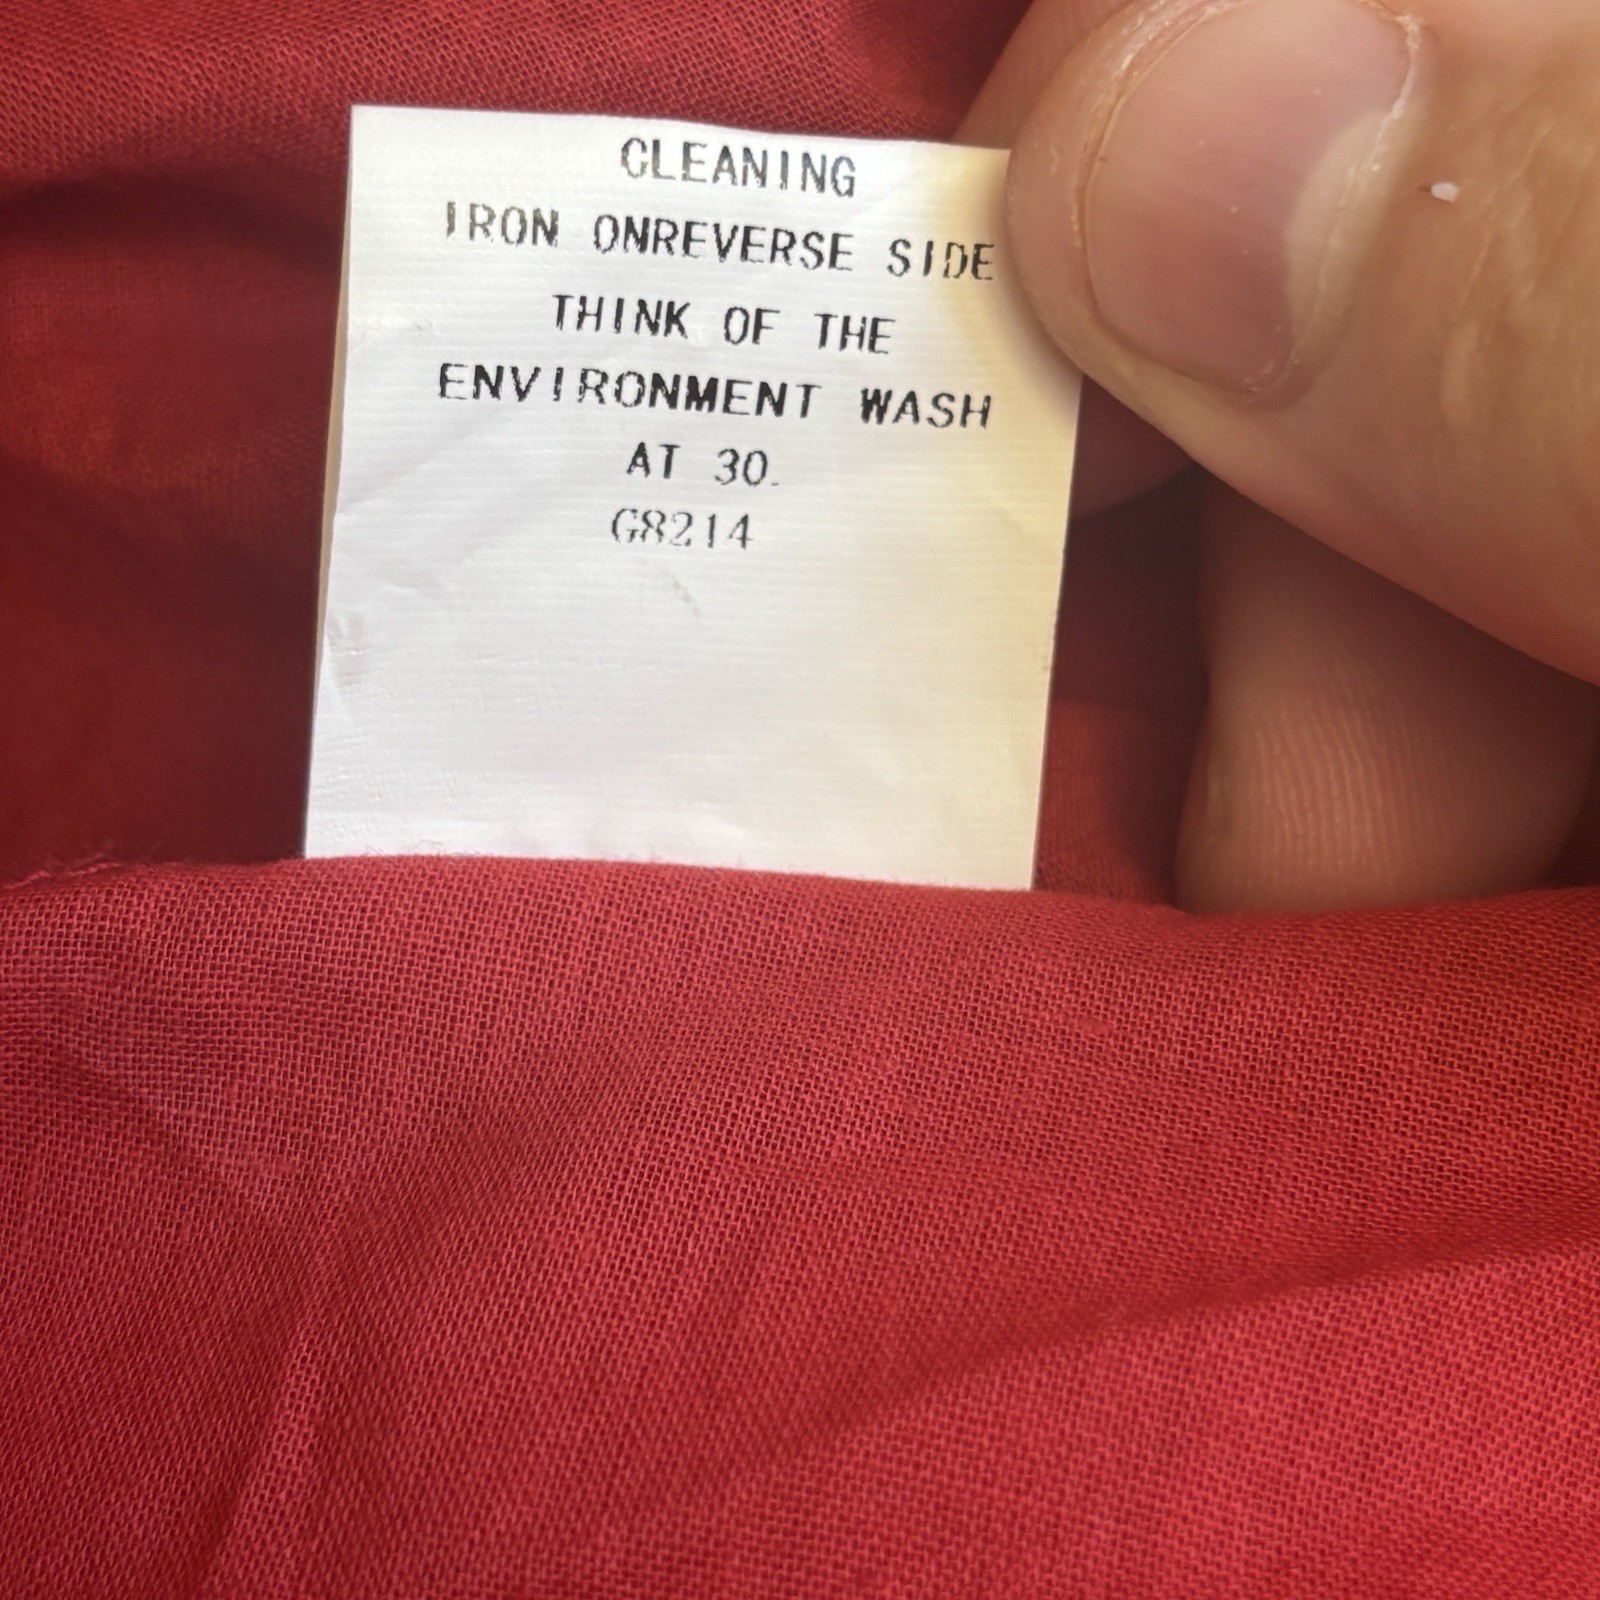 CLEANING
IRON ONREVERSE SIDE
THINK OF THE
ENVIRONMENT WASH
AT 30.
G8214